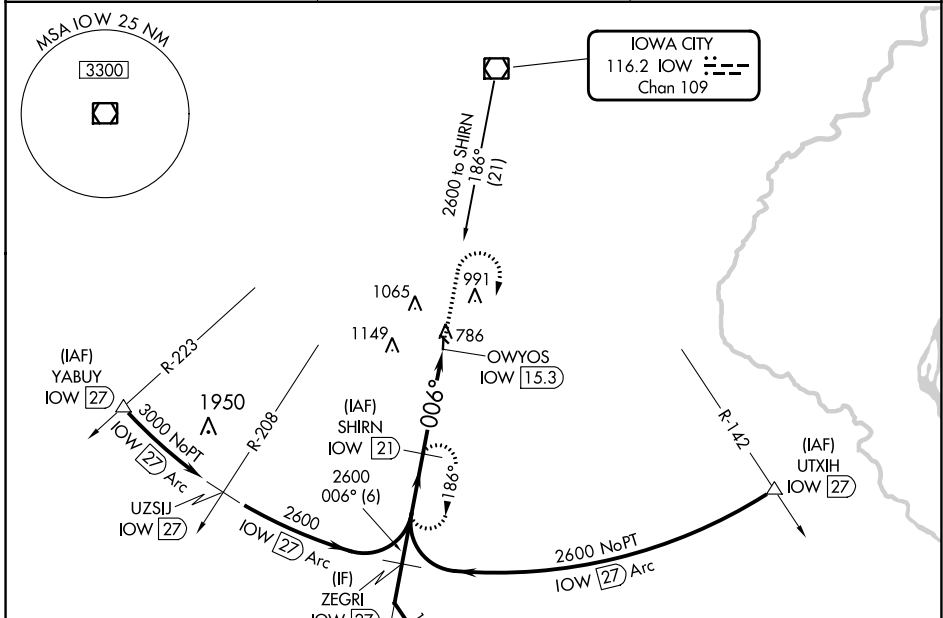 MSA IOW 25 NM
3300
IOWA CITY
116.2 IOW
Chan 109
2600 to SHIRN
186°
(21)
991
1065
1149
786
OWYOS
IOW 15.3
R-223
(IAF)
YABUY
IOW 27
3000 NoPT
IOW 27 Arc
1950
R-208
(IAF)
SHIRN
IOW 21
006°
186°
R-142
(IAF)
UTXIH
IOW 27
2600
006° (6)
UZSIJ
IOW 27
2600
IOW 27 Arc
2600 NoPT
IOW 27 Arc
(IF)
ZEGRI
IOW 27